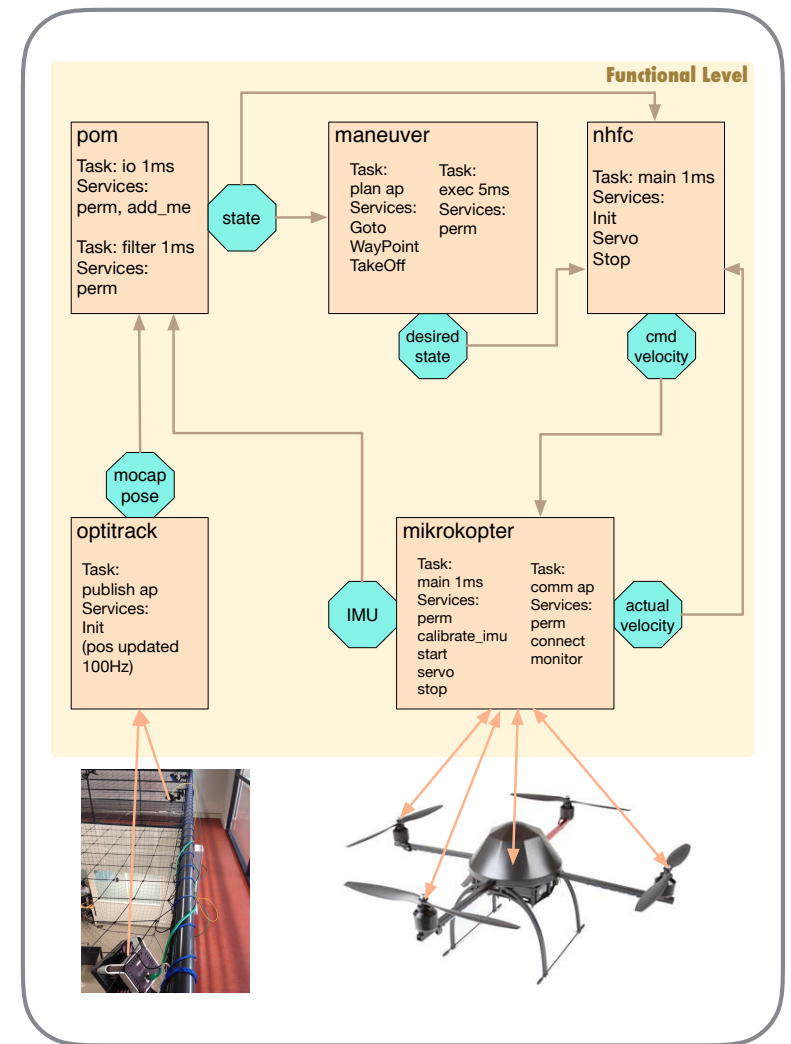 Functional Level
pom
Task: io 1ms
Services:
perm, add_me
Task: filter 1ms
Services:
perm
state
maneuver
Task:
plan ap
Services:
Goto
WayPoint
TakeOff
Task:
exec 5ms
Services:
perm
nhfc
Task: main 1ms
Services:
Init
Servo
Stop
desired
state
cmd
velocity
mocap
pose
optitrack
Task:
publish ap
Services:
Init
(pos updated
100Hz)
IMU
mikrokopter
Task:
main 1ms
Services:
perm
calibrate_imu
start
servo
stop
Task:
comm ap
Services:
perm
connect
monitor
actual
velocity